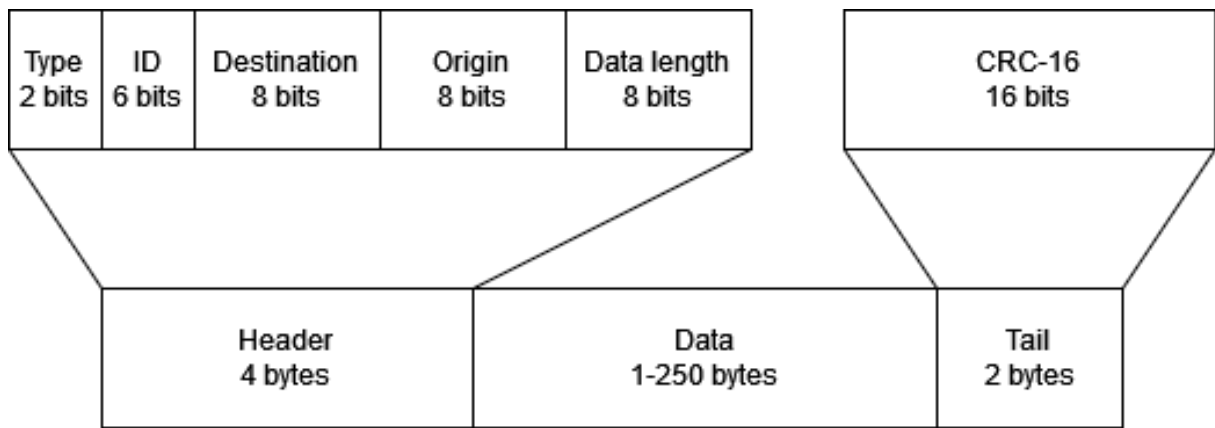 Type
2 bits
ID
6 bits
Destination
8 bits
Origin
8 bits
Data length
8 bits
CRC-16
16 bits
Header
4 bytes
Data
1-250 bytes
Tail
2 bytes